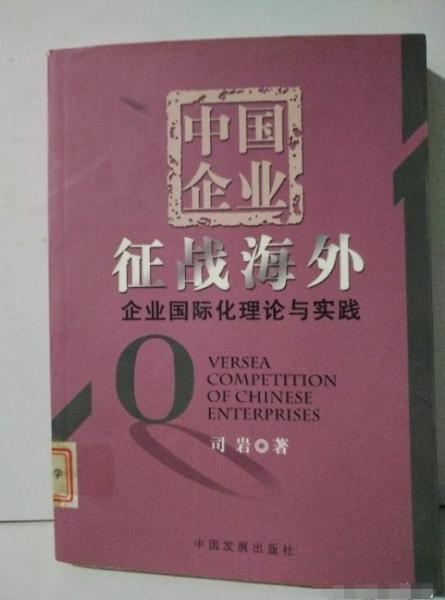 中国
企业
征战海外
企业国际化理论与实践
OVERSEA
COMPETITION
OF CHINESE
ENTERPRISES
司岩 著
学
中国发展出版社